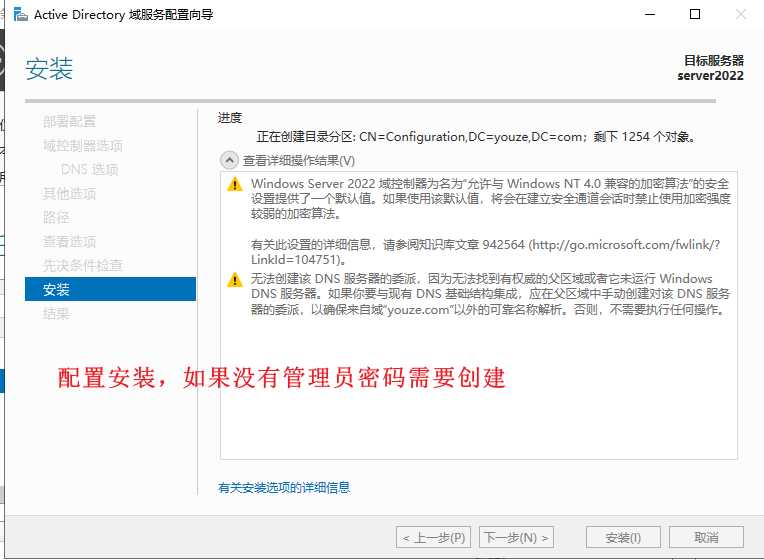 Active Directory 域服务配置向导
安装
目标服务器
server2022
部署配置
域控制器选项
DNS 选项
其他选项
路径
查看选项
先决条件检查
安装
结果
进度
正在创建目录分区: CN=Configuration,DC=youze,DC=com；剩下 1254 个对象。
查看详细操作结果(V)
Windows Server 2022 域控制器为名为“允许与 Windows NT 4.0 兼容的加密算法”的安全
设置提供了一个默认值。如果使用该默认值，将会在建立安全通道会话时禁止使用加密强度
较弱的加密算法。
有关此设置的详细信息，请参阅知识库文章 942564 (http://go.microsoft.com/fwlink/?
LinkId=104751)。
无法创建该 DNS 服务器的委派，因为无法找到有权威的父区域或者它未运行 Windows
DNS 服务器。如果你要与现有 DNS 基础结构集成，应在父区域中手动创建对该 DNS 服务
器的委派，以确保来自域“youze.com”以外的可靠名称解析。否则，不需要执行任何操作。
配置安装，如果没有管理员密码需要创建
有关安装选项的详细信息
< 上一步(P)
下一步(N) >
安装(I)
取消